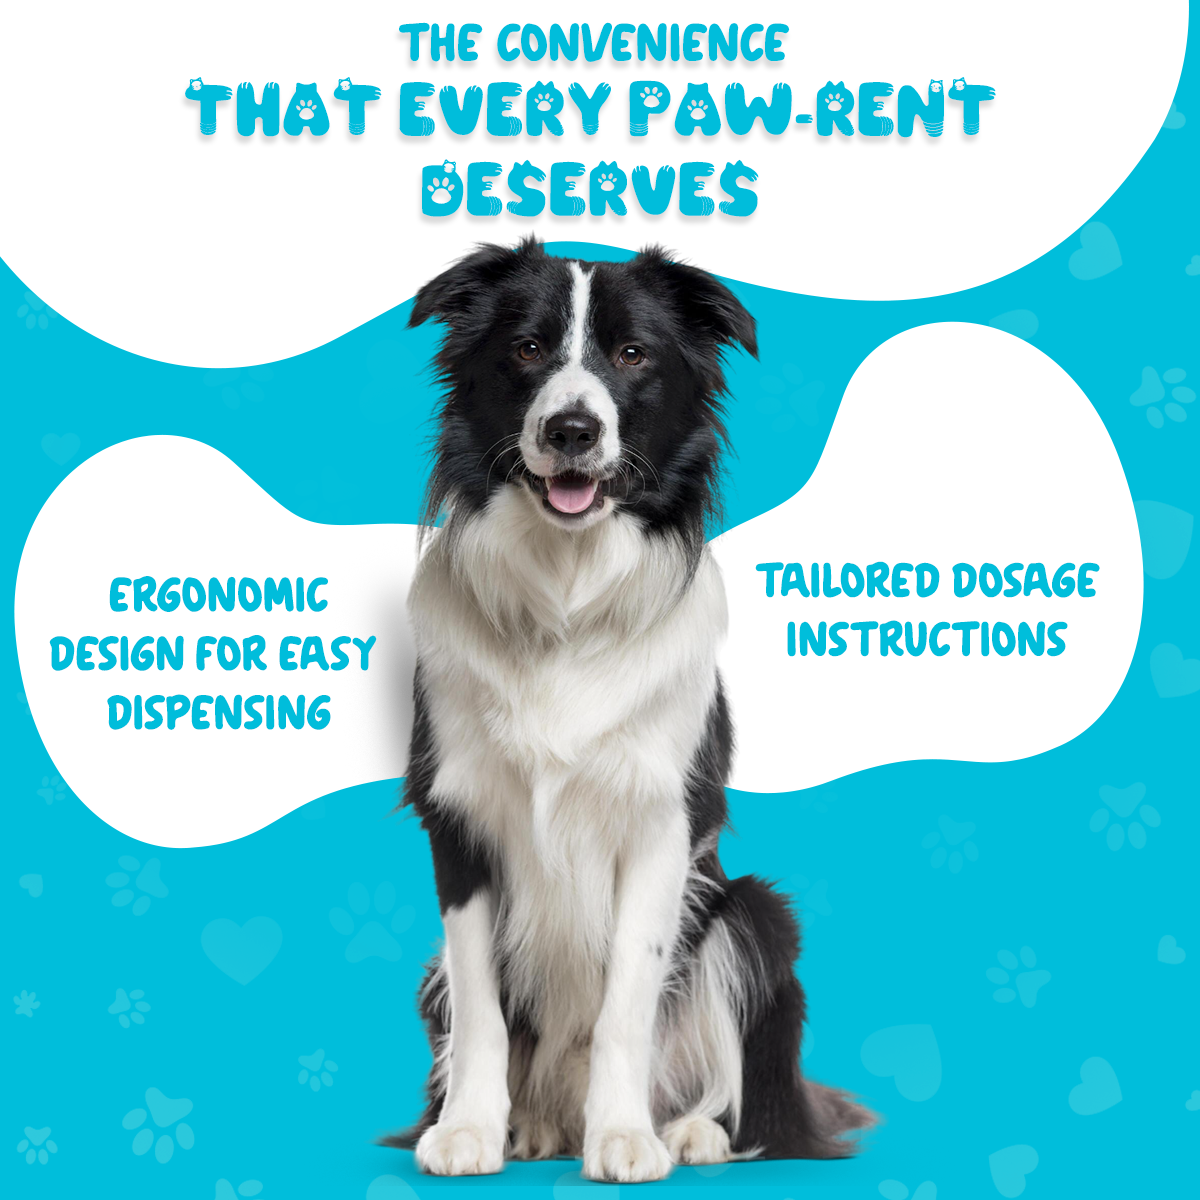 THE CONVENIENCE
THAT EVERY PAW-RENT
DESERVES
ERGONOMIC
DESIGN FOR EASY
DISPENSING
TAILORED DOSAGE
INSTRUCTIONS